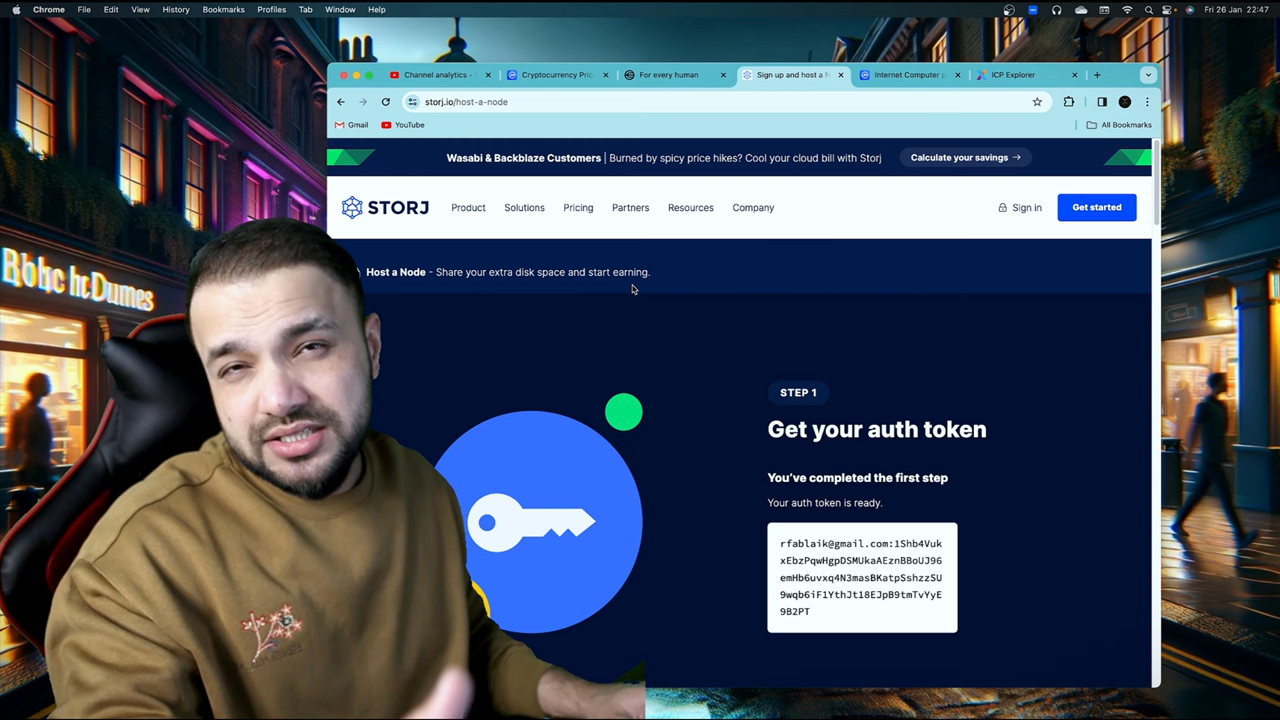 Chrome File Edit View History Bookmarks Profiles Tab Window Help Fri 26 Jan 22:47
Channel analytics - Cryptocurrency Pric For every human Sign up and host a N Internet Computer p ICP Explorer
storj.io/host-a-node
Gmail YouTube All Bookmarks
Wasabi & Backblaze Customers | Burned by spicy price hikes? Cool your cloud bill with Storj Calculate your savings →
STORJ Product Solutions Pricing Partners Resources Company Sign in Get started
Host a Node - Share your extra disk space and start earning.
STEP 1
Get your auth token
You've completed the first step
Your auth token is ready.
rfablaik@gmail.com:1Shb4Vuk
xEbzPqwHgpDSMUkaAEznBBoUJ96
emHb6uvxq4N3masBKatpSshzzSU
9wqb6iF1YthJt18EJpB9tmTvYyE
9B2PT